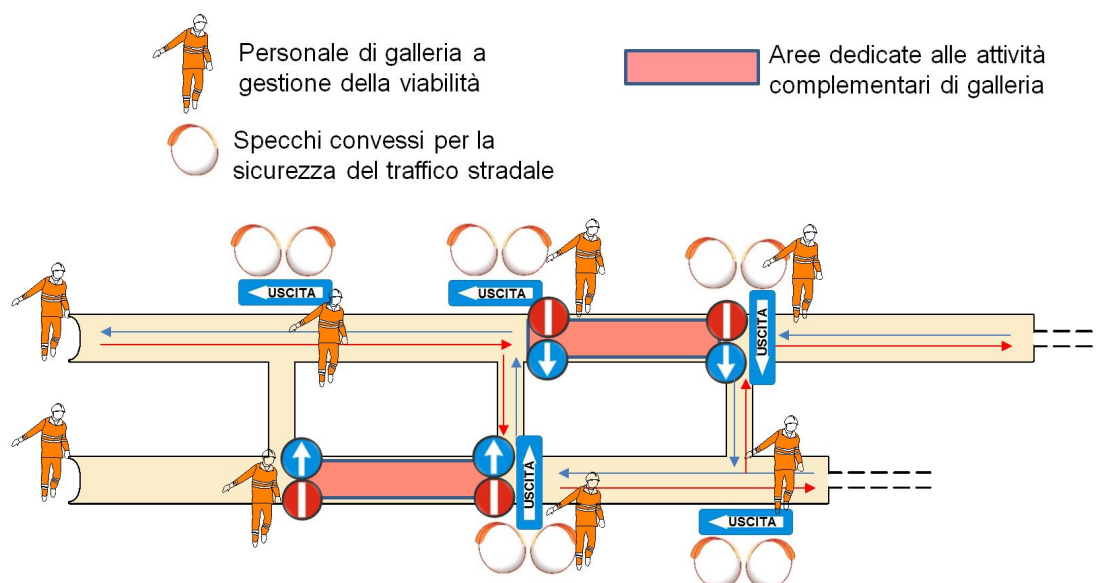 Personale di galleria a
gestione della viabilità
Aree dedicate alle attività
complementari di galleria
Specchi convessi per la
sicurezza del traffico stradale
USCITA
USCITA
USCITA
USCITA
USCITA